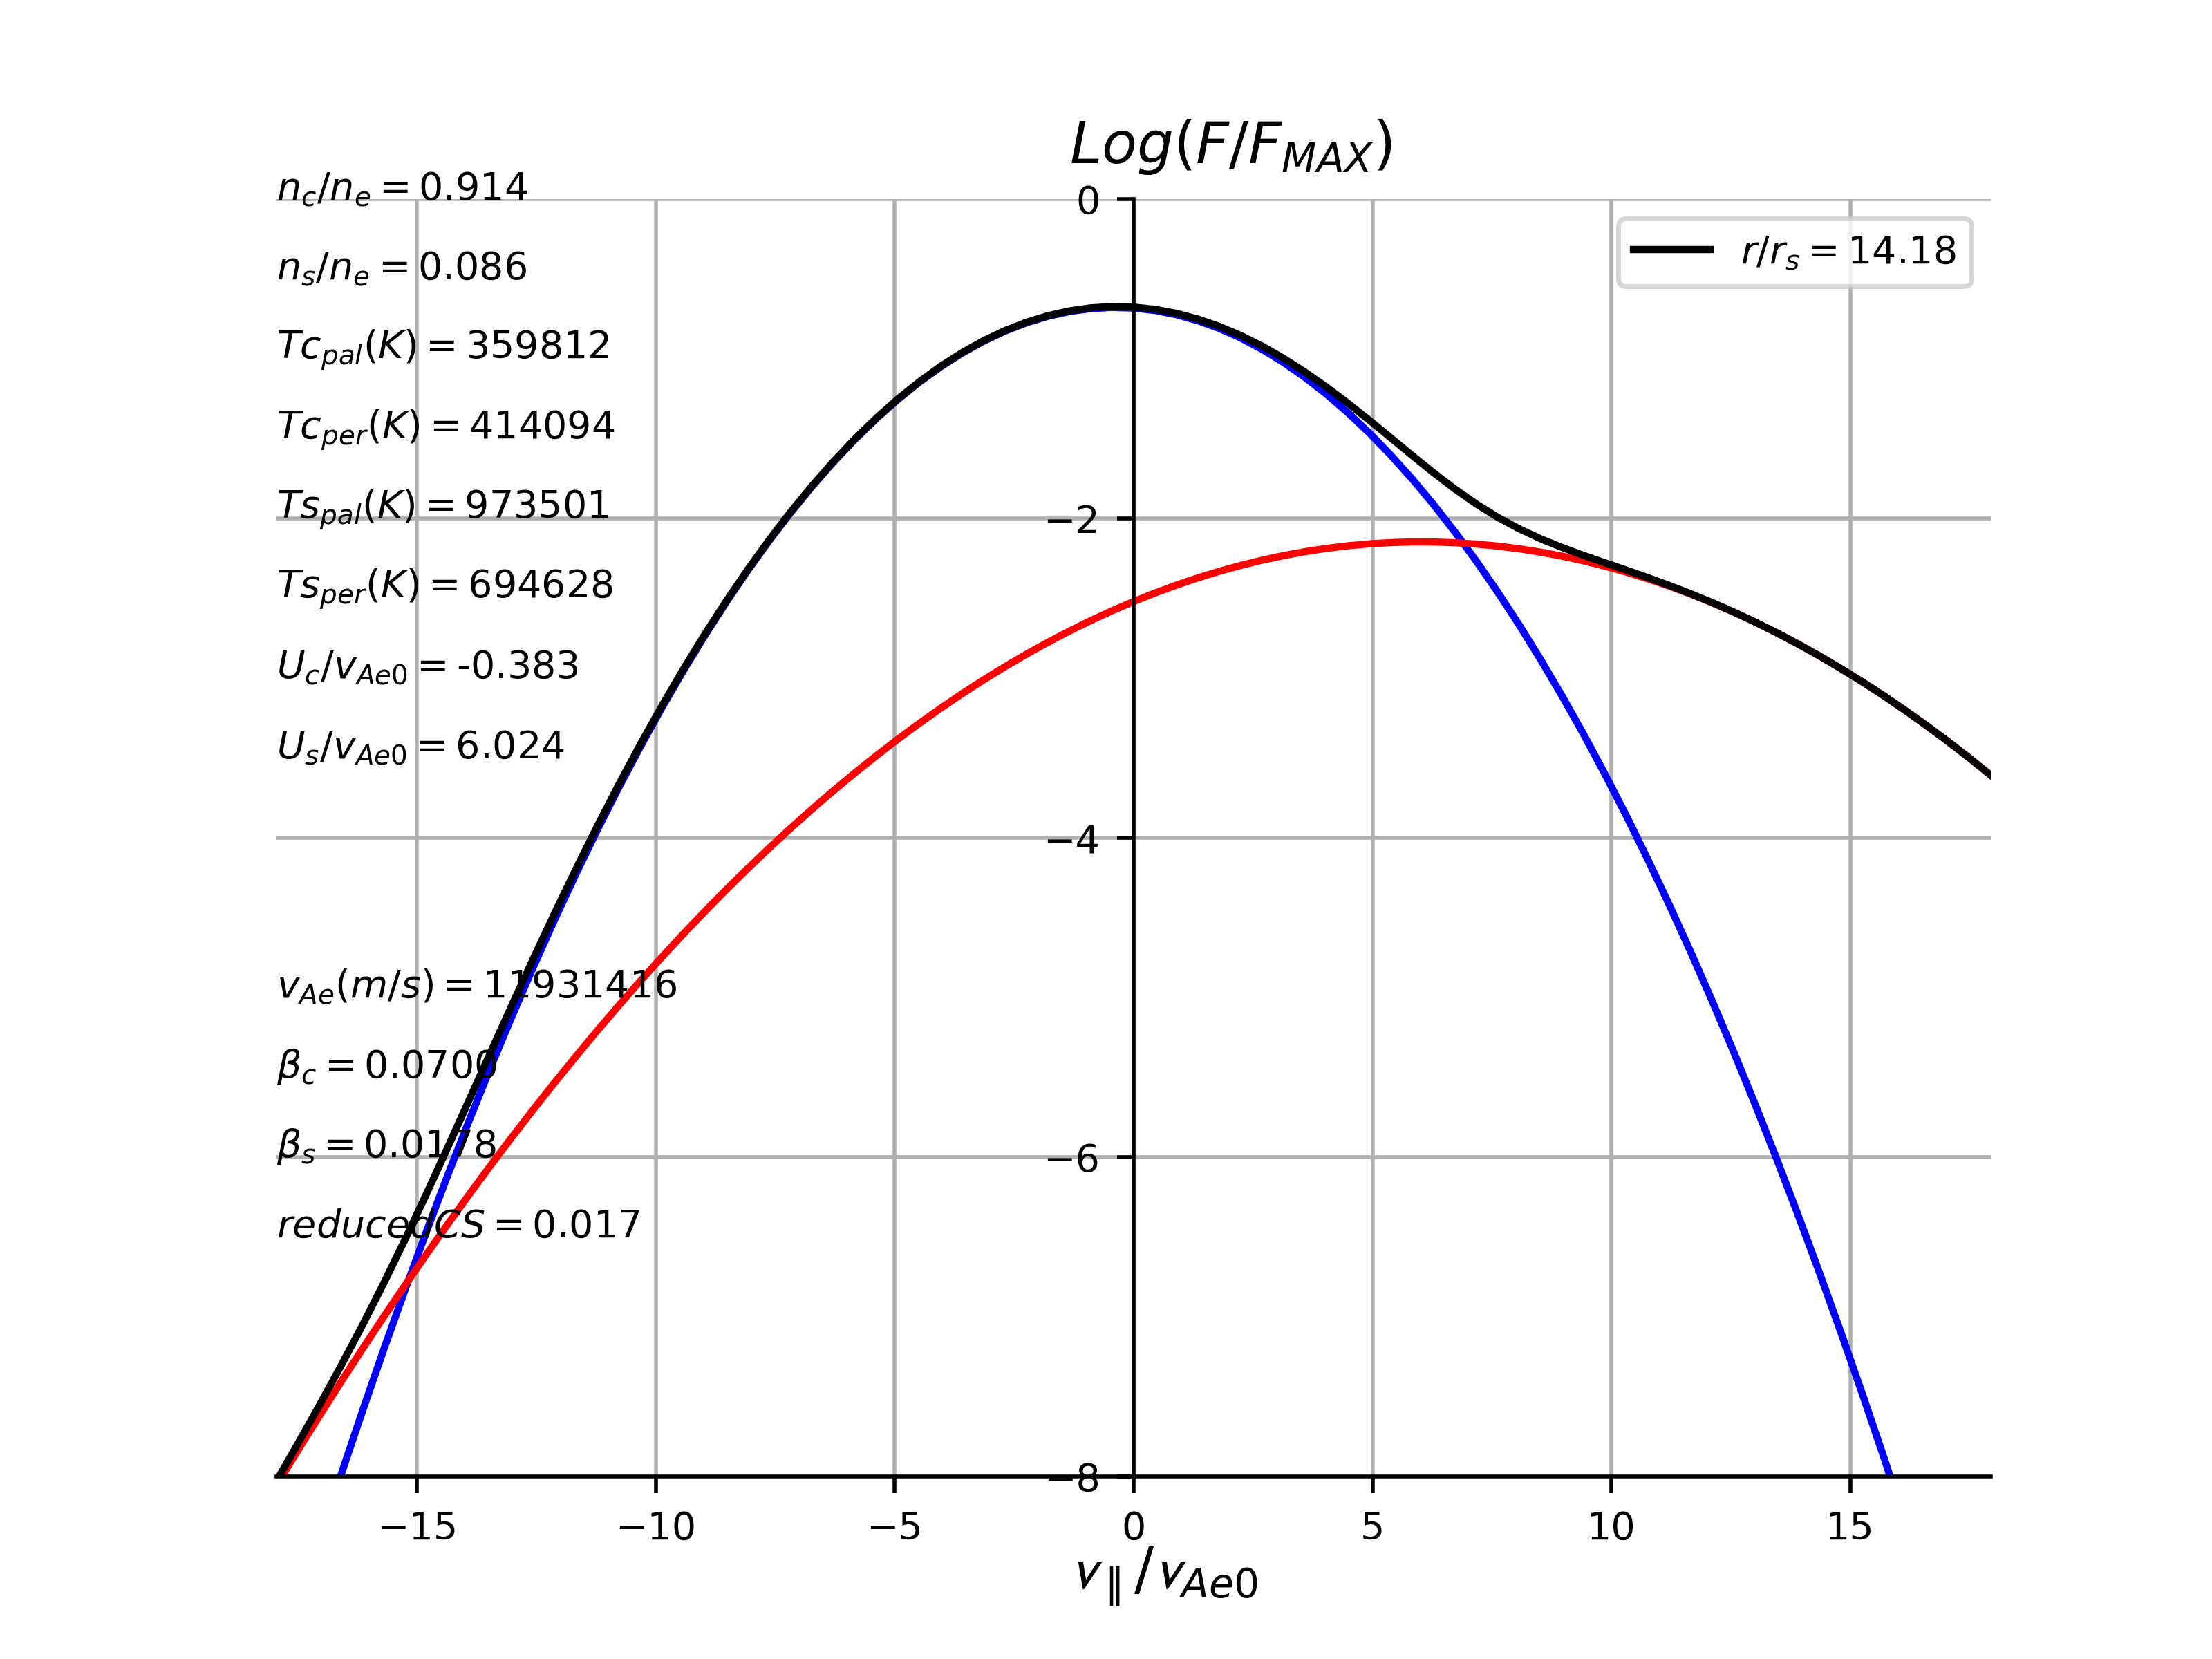 Log(F/F_MAX)
n_c/n_e = 0.914
n_s/n_e = 0.086
Tc_pal(K) = 359812
Tc_per(K) = 414094
Ts_pal(K) = 973501
Ts_per(K) = 694628
U_c/v_Ae0 = -0.383
U_s/v_Ae0 = 6.024
v_Ae(m/s) = 11931416
β_c = 0.0700
β_s = 0.0178
reducedCS = 0.017
r/r_s = 14.18
0
−2
−4
−6
−8
−15 −10 −5 0 5 10 15
v_∥/v_Ae0